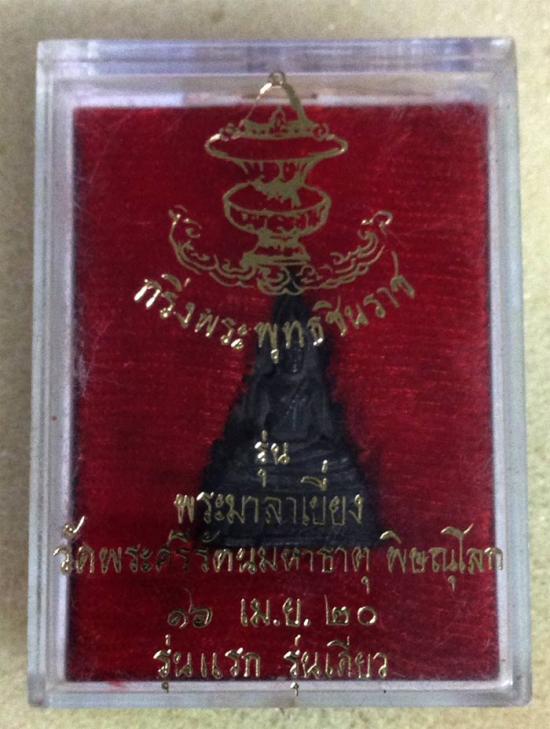 กริ่งพระพุทธชินราช
รุ่น
พระมาลาเบี่ยง
วัดพระศรีรัตนมหาธาตุ พิษณุโลก
๑๖ เม.ย. ๒๐
รุ่นแรก รุ่นเดียว